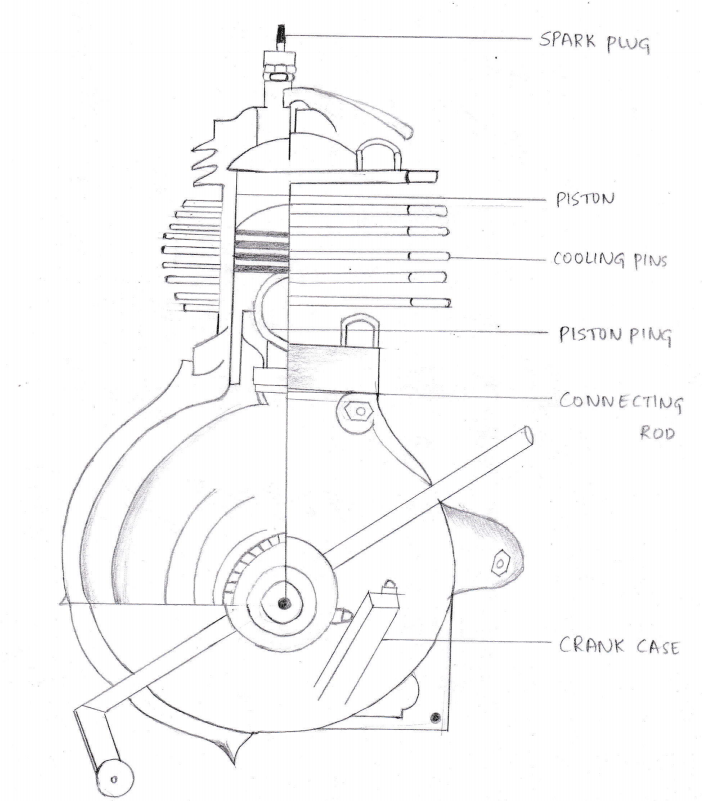 SPARK PLUG
PISTON
COOLING PINS
PISTON PING
CONNECTING
ROD
CRANK CASE